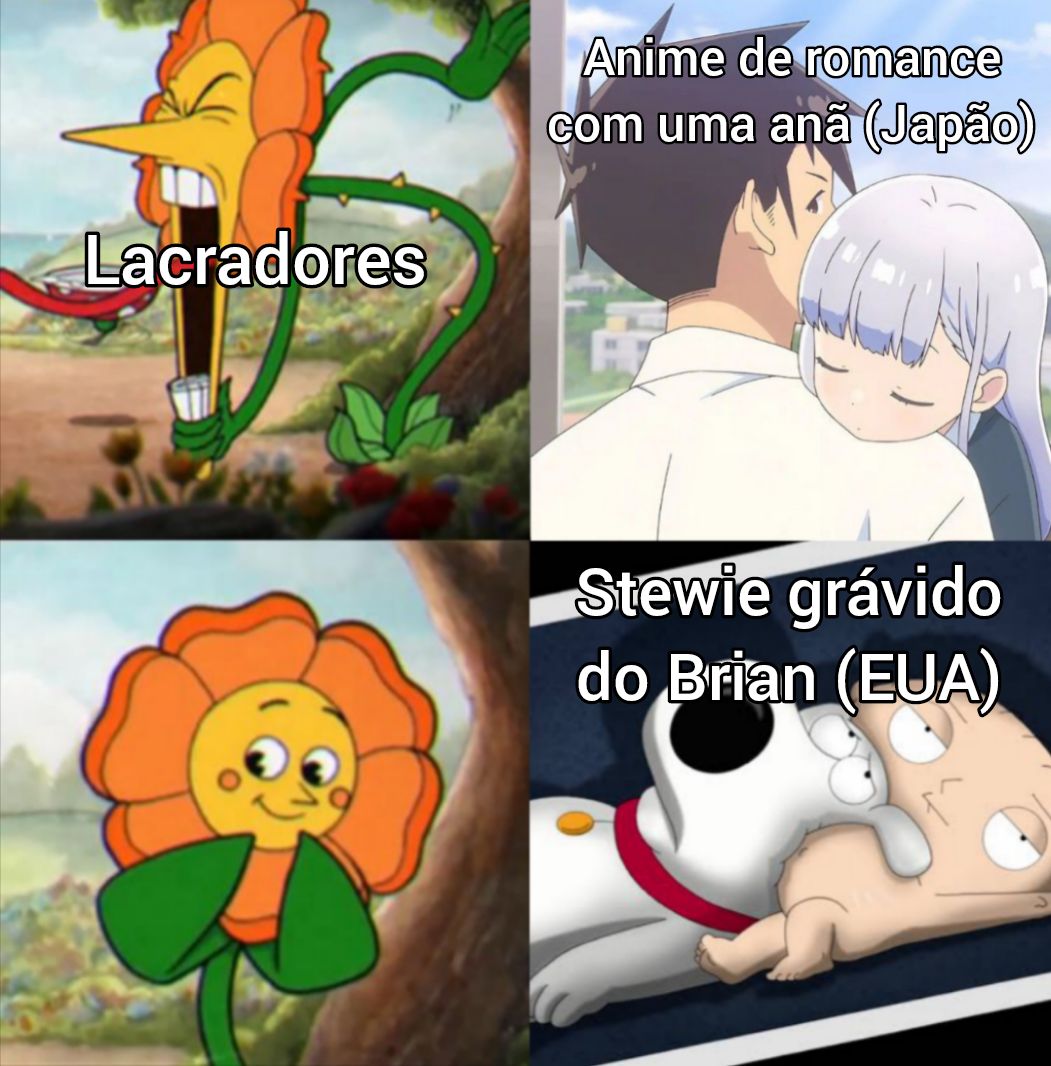 Anime de romance
com uma anã (Japão)
Lacradores
Stewie grávido
do Brian (EUA)